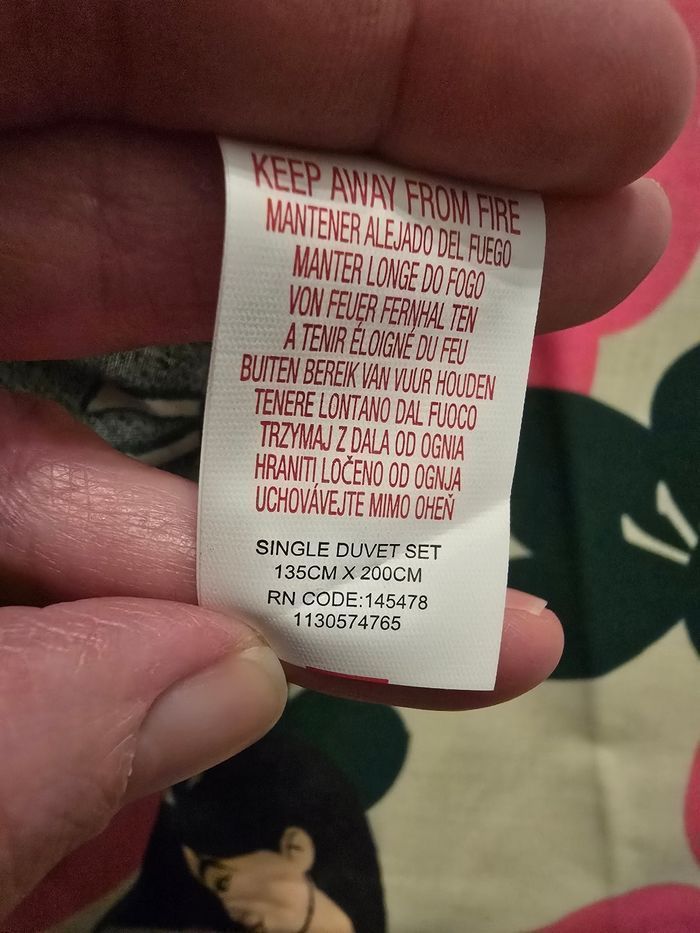 KEEP AWAY FROM FIRE
MANTENER ALEJADO DEL FUEGO
MANTER LONGE DO FOGO
VON FEUER FERNHAL TEN
A TENIR ÉLOIGNÉ DU FEU
BUITEN BEREIK VAN VUUR HOUDEN
TENERE LONTANO DAL FUOCO
TRZYMAJ Z DALA OD OGNIA
HRANITI LOČENO OD OGNJA
UCHOVÁVEJTE MIMO OHEŇ
SINGLE DUVET SET
135CM X 200CM
RN CODE:145478
1130574765